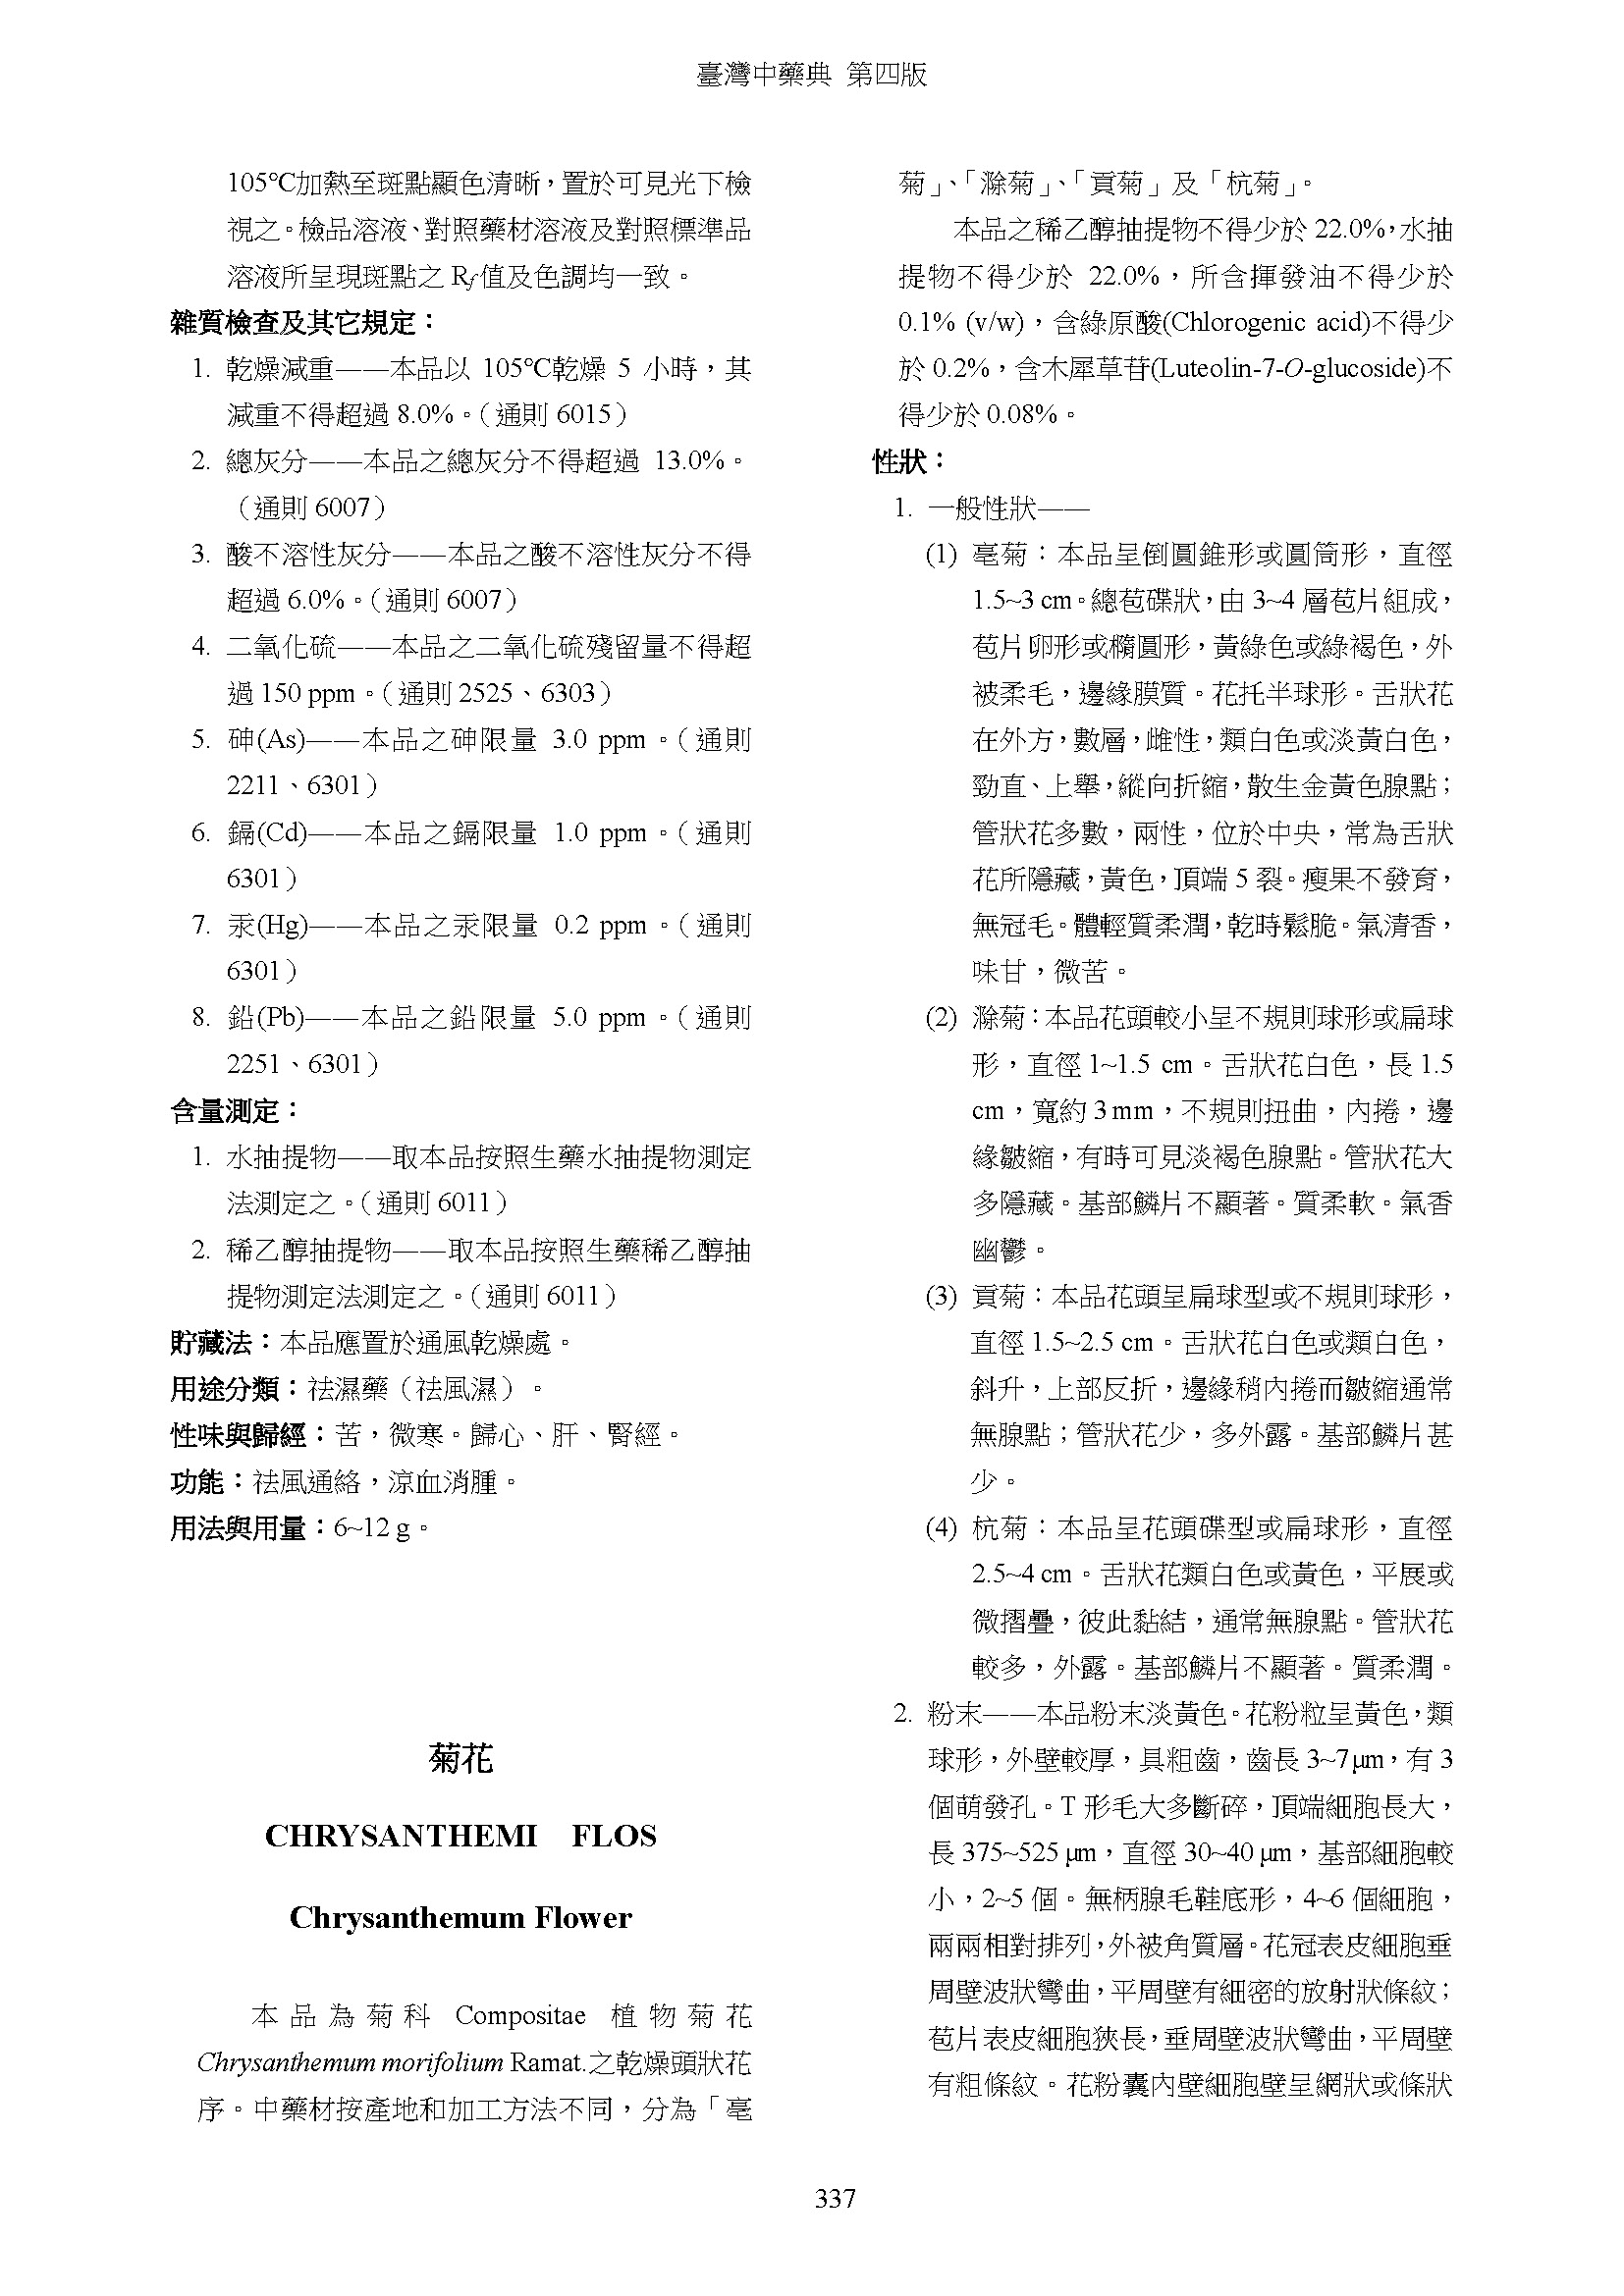 臺灣中藥典 第四版
105℃加熱至斑點顯色清晰，置於可見光下檢
視之。檢品溶液、對照藥材溶液及對照標準品
溶液所呈現斑點之 Rf 值及色調均一致。
雜質檢查及其它規定：
1. 乾燥減重——本品以 105℃乾燥 5 小時，其
減重不得超過 8.0%。（通則 6015）
2. 總灰分——本品之總灰分不得超過 13.0%。
（通則 6007）
3. 酸不溶性灰分——本品之酸不溶性灰分不得
超過 6.0%。（通則 6007）
4. 二氧化硫——本品之二氧化硫殘留量不得超
過 150 ppm。（通則 2525、6303）
5. 砷(As)——本品之砷限量 3.0 ppm。（通則
2211、6301）
6. 鎘(Cd)——本品之鎘限量 1.0 ppm。（通則
6301）
7. 汞(Hg)——本品之汞限量 0.2 ppm。（通則
6301）
8. 鉛(Pb)——本品之鉛限量 5.0 ppm。（通則
2251、6301）
含量測定：
1. 水抽提物——取本品按照生藥水抽提物測定
法測定之。（通則 6011）
2. 稀乙醇抽提物——取本品按照生藥稀乙醇抽
提物測定法測定之。（通則 6011）
貯藏法：本品應置於通風乾燥處。
用途分類：祛濕藥（祛風濕）。
性味與歸經：苦，微寒。歸心、肝、腎經。
功能：祛風通絡，涼血消腫。
用法與用量：6~12 g。
菊花
CHRYSANTHEMI FLOS
Chrysanthemum Flower
本品為菊科 Compositae 植物菊花
Chrysanthemum morifolium Ramat.之乾燥頭狀花
序。中藥材按產地和加工方法不同，分為「亳
菊」、「滁菊」、「貢菊」及「杭菊」。
本品之稀乙醇抽提物不得少於 22.0%，水抽
提物不得少於 22.0%，所含揮發油不得少於
0.1% (v/w)，含綠原酸(Chlorogenic acid)不得少
於 0.2%，含木犀草苷(Luteolin-7-O-glucoside)不
得少於 0.08%。
性狀：
1. 一般性狀——
(1) 亳菊：本品呈倒圓錐形或圓筒形，直徑
1.5~3 cm。總苞碟狀，由 3~4 層苞片組成，
苞片卵形或橢圓形，黃綠色或綠褐色，外
被柔毛，邊緣膜質。花托半球形。舌狀花
在外方，數層，雌性，類白色或淡黃白色，
勁直、上舉，縱向折縮，散生金黃色腺點；
管狀花多數，兩性，位於中央，常為舌狀
花所隱藏，黃色，頂端 5 裂。瘦果不發育，
無冠毛。體輕質柔潤，乾時鬆脆。氣清香，
味甘，微苦。
(2) 滁菊：本品花頭較小呈不規則球形或扁球
形，直徑 1~1.5 cm。舌狀花白色，長 1.5
cm，寬約 3 mm，不規則扭曲，內捲，邊
緣皺縮，有時可見淡褐色腺點。管狀花大
多隱藏。基部鱗片不顯著。質柔軟。氣香
幽鬱。
(3) 貢菊：本品花頭呈扁球型或不規則球形，
直徑 1.5~2.5 cm。舌狀花白色或類白色，
斜升，上部反折，邊緣稍內捲而皺縮通常
無腺點；管狀花少，多外露。基部鱗片甚
少。
(4) 杭菊：本品呈花頭碟型或扁球形，直徑
2.5~4 cm。舌狀花類白色或黃色，平展或
微摺疊，彼此黏結，通常無腺點。管狀花
較多，外露。基部鱗片不顯著。質柔潤。
2. 粉末——本品粉末淡黃色。花粉粒呈黃色，類
球形，外壁較厚，具粗齒，齒長 3~7 μm，有 3
個萌發孔。T 形毛大多斷碎，頂端細胞長大，
長 375~525 μm，直徑 30~40 μm，基部細胞較
小，2~5 個。無柄腺毛鞋底形，4~6 個細胞，
兩兩相對排列，外被角質層。花冠表皮細胞垂
周壁波狀彎曲，平周壁有細密的放射狀條紋；
苞片表皮細胞狹長，垂周壁波狀彎曲，平周壁
有粗條紋。花粉囊內壁細胞壁呈網狀或條狀
337